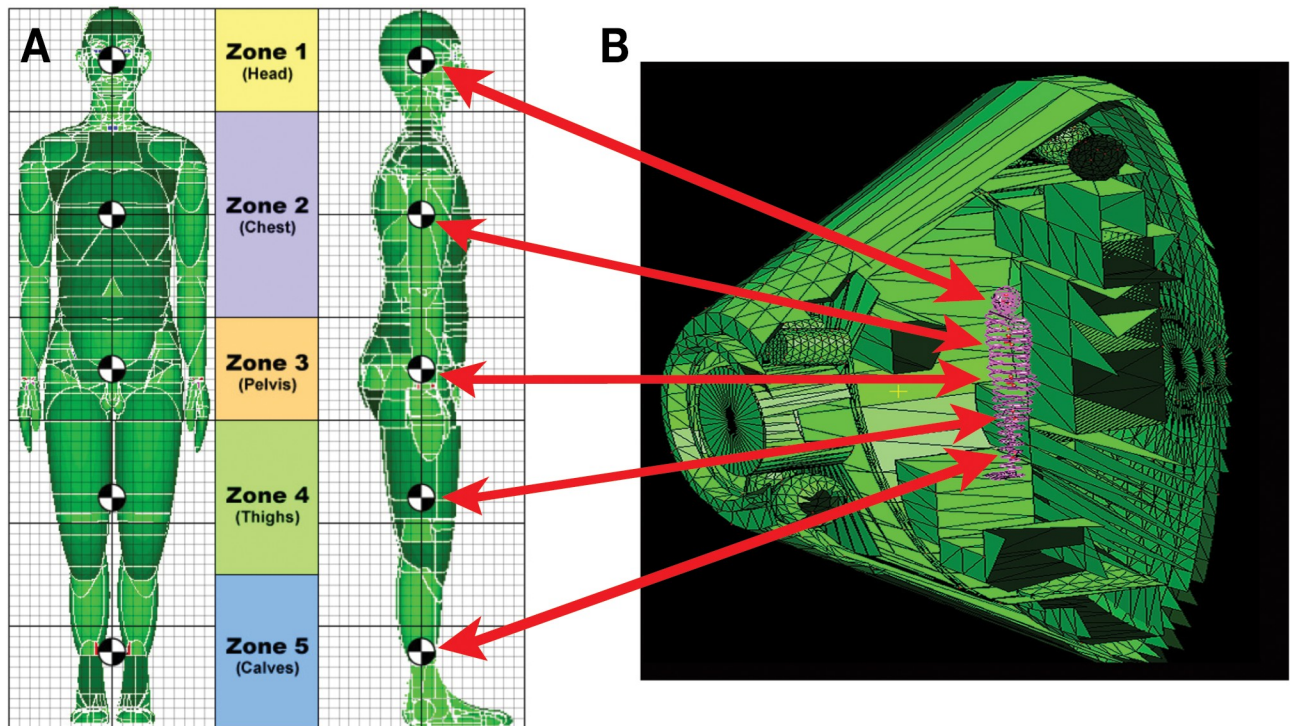 A
B
Zone 1
(Head)
Zone 2
(Chest)
Zone 3
(Pelvis)
Zone 4
(Thighs)
Zone 5
(Calves)